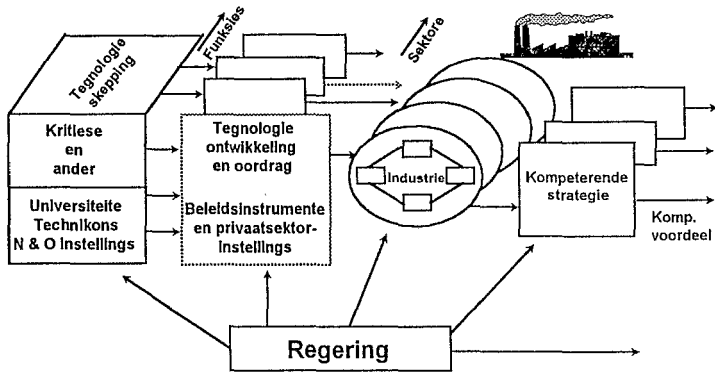 Tegnologie
skepping
Funksies
Sektore
Kritiese
en
ander
Universiteite
Technikons
N & O Instellings
Tegnologie
ontwikkeling
en oordrag
Beleidsinstrumente
en privaatsektor-
instellings
Industrie
Kompeterende
strategie
Komp.
voordeel
Regering